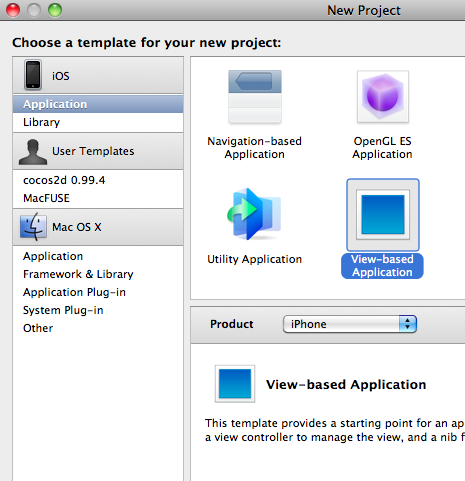 New Project
Choose a template for your new project:
iOS
Application
Library
User Templates
cocos2d 0.99.4
MacFUSE
Mac OS X
Application
Framework & Library
Application Plug-in
System Plug-in
Other
Navigation-based
Application
OpenGL ES
Application
Utility Application
View-based
Application
Product
iPhone
View-based Application
This template provides a starting point for an ap
a view controller to manage the view, and a nib f